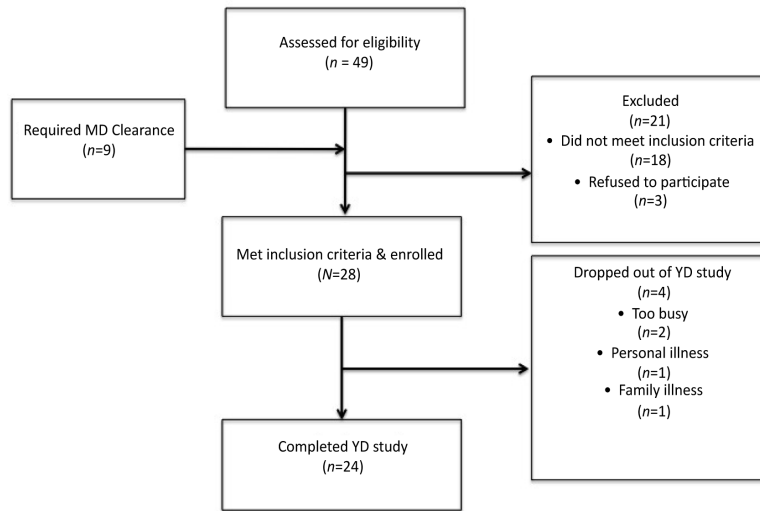 Assessed for eligibility
(n = 49)
Required MD Clearance
(n=9)
Excluded
(n=21)
• Did not meet inclusion criteria
(n=18)
• Refused to participate
(n=3)
Met inclusion criteria & enrolled
(N=28)
Dropped out of YD study
(n=4)
• Too busy
(n=2)
• Personal illness
(n=1)
• Family illness
(n=1)
Completed YD study
(n=24)